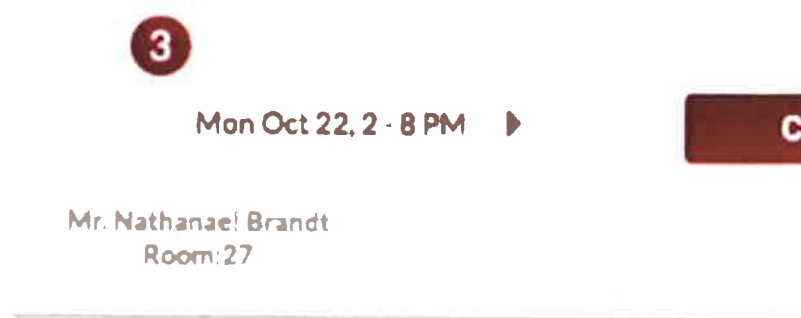 3
Mon Oct 22, 2 - 8 PM
C
Mr. Nathanael Brandt
Room: 27